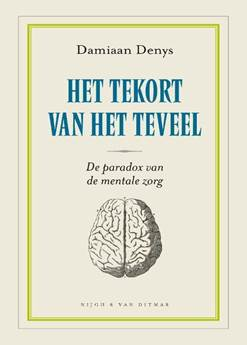 Damiaan Denys
HET TEKORT
VAN HET TEVEEL
De paradox van
de mentale zorg
NIJGH & VAN DITMAR